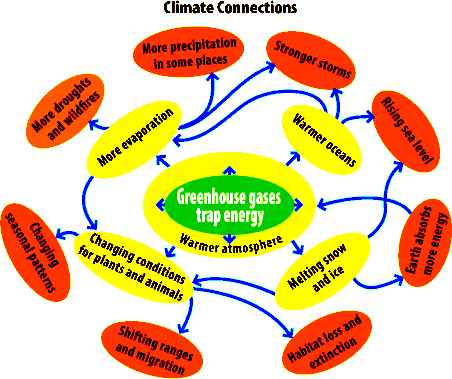 Climate Connections
More precipitation
in some places
Stronger storms
More droughts
and wildfires
More evaporation
Warmer oceans
Rising sea level
Greenhouse gases
trap energy
Warmer atmosphere
Changing
seasonal patterns
Changing conditions
for plants and animals
Melting snow
and ice
Earth absorbs
more energy
Shifting ranges
and migration
Habitat loss and
extinction